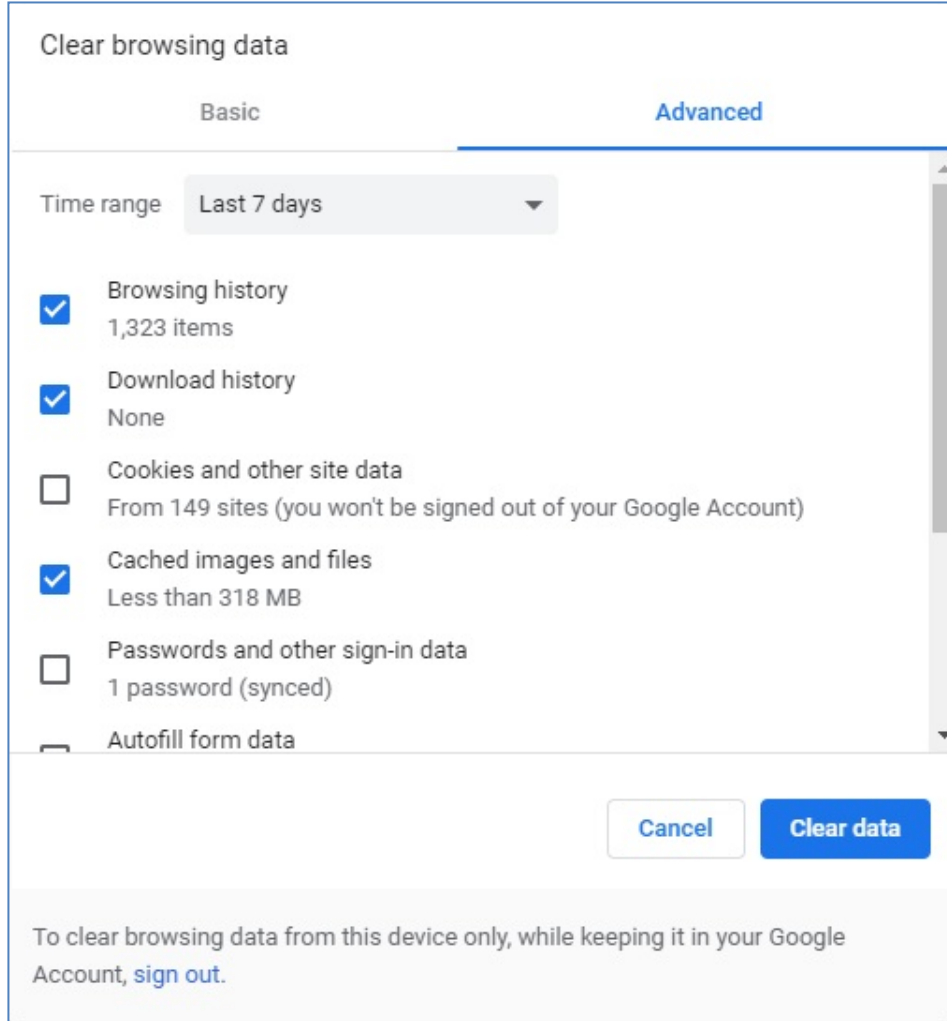 Clear browsing data
Basic
Advanced
Time range
Last 7 days
Browsing history
1,323 items
Download history
None
Cookies and other site data
From 149 sites (you won't be signed out of your Google Account)
Cached images and files
Less than 318 MB
Passwords and other sign-in data
1 password (synced)
Autofill form data
Cancel
Clear data
To clear browsing data from this device only, while keeping it in your Google
Account, sign out.